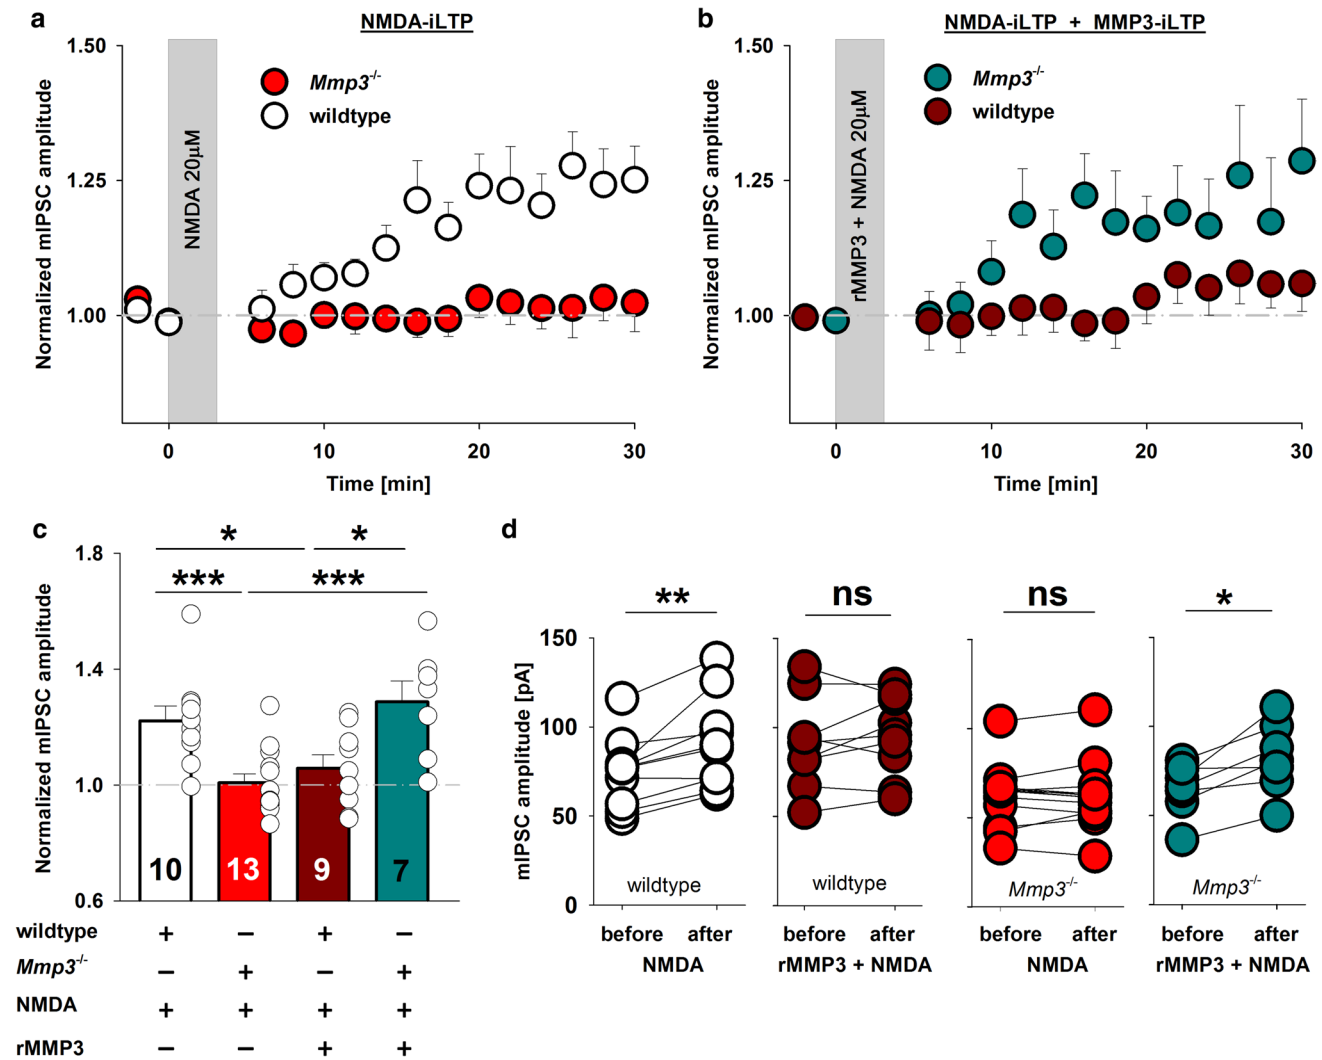 a
NMDA-iLTP
Normalized mIPSC amplitude
1.50
1.25
1.00
NMDA 20µM
Mmp3-/-
wildtype
0 10 20 30
Time [min]
b
NMDA-iLTP + MMP3-iLTP
Normalized mIPSC amplitude
1.50
1.25
1.00
rMMP3 + NMDA 20µM
Mmp3-/-
wildtype
0 10 20 30
Time [min]
c
Normalized mIPSC amplitude
1.8
1.4
1.0
0.6
* *
*** ***
10 13 9 7
wildtype + – + –
Mmp3-/- – + – +
NMDA + + + +
rMMP3 – – + +
d
mIPSC amplitude [pA]
150
100
50
0
** ns ns *
wildtype wildtype Mmp3-/- Mmp3-/-
before after before after before after before after
NMDA rMMP3 + NMDA NMDA rMMP3 + NMDA